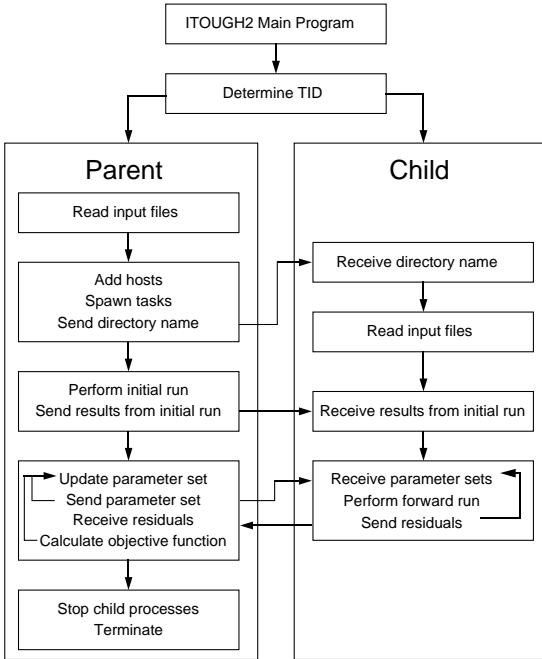 ITOUGH2 Main Program
Determine TID
Parent
Read input files
Add hosts
Spawn tasks
Send directory name
Perform initial run
Send results from initial run
Update parameter set
Send parameter set
Receive residuals
Calculate objective function
Stop child processes
Terminate
Child
Receive directory name
Read input files
Receive results from initial run
Receive parameter sets
Perform forward run
Send residuals